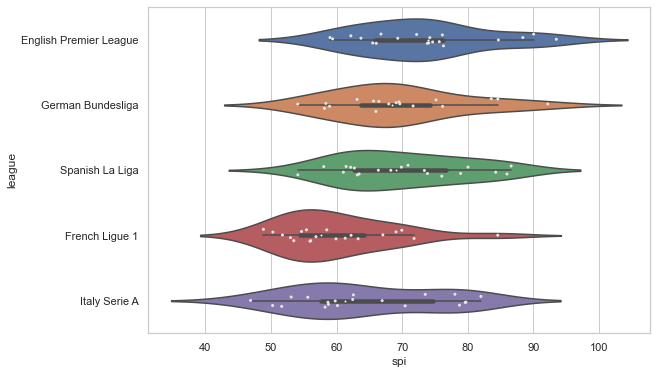 English Premier League
German Bundesliga
Spanish La Liga
French Ligue 1
Italy Serie A
league
40 50 60 70 80 90 100
spi